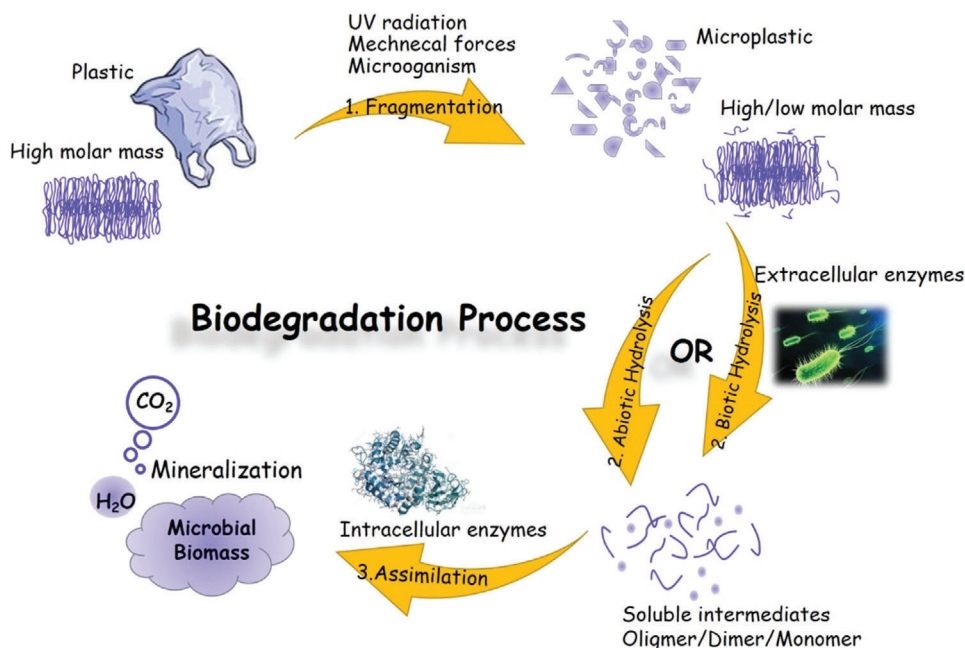 UV radiation
Mechnecal forces
Microoganism
1. Fragmentation
Plastic
High molar mass
Microplastic
High/low molar mass
Extracellular enzymes
2. Abiotic Hydrolysis
OR
2. Biotic Hydrolysis
Biodegradation Process
CO₂
Mineralization
H₂O
Microbial
Biomass
Intracellular enzymes
3.Assimilation
Soluble intermediates
Oligmer/Dimer/Monomer